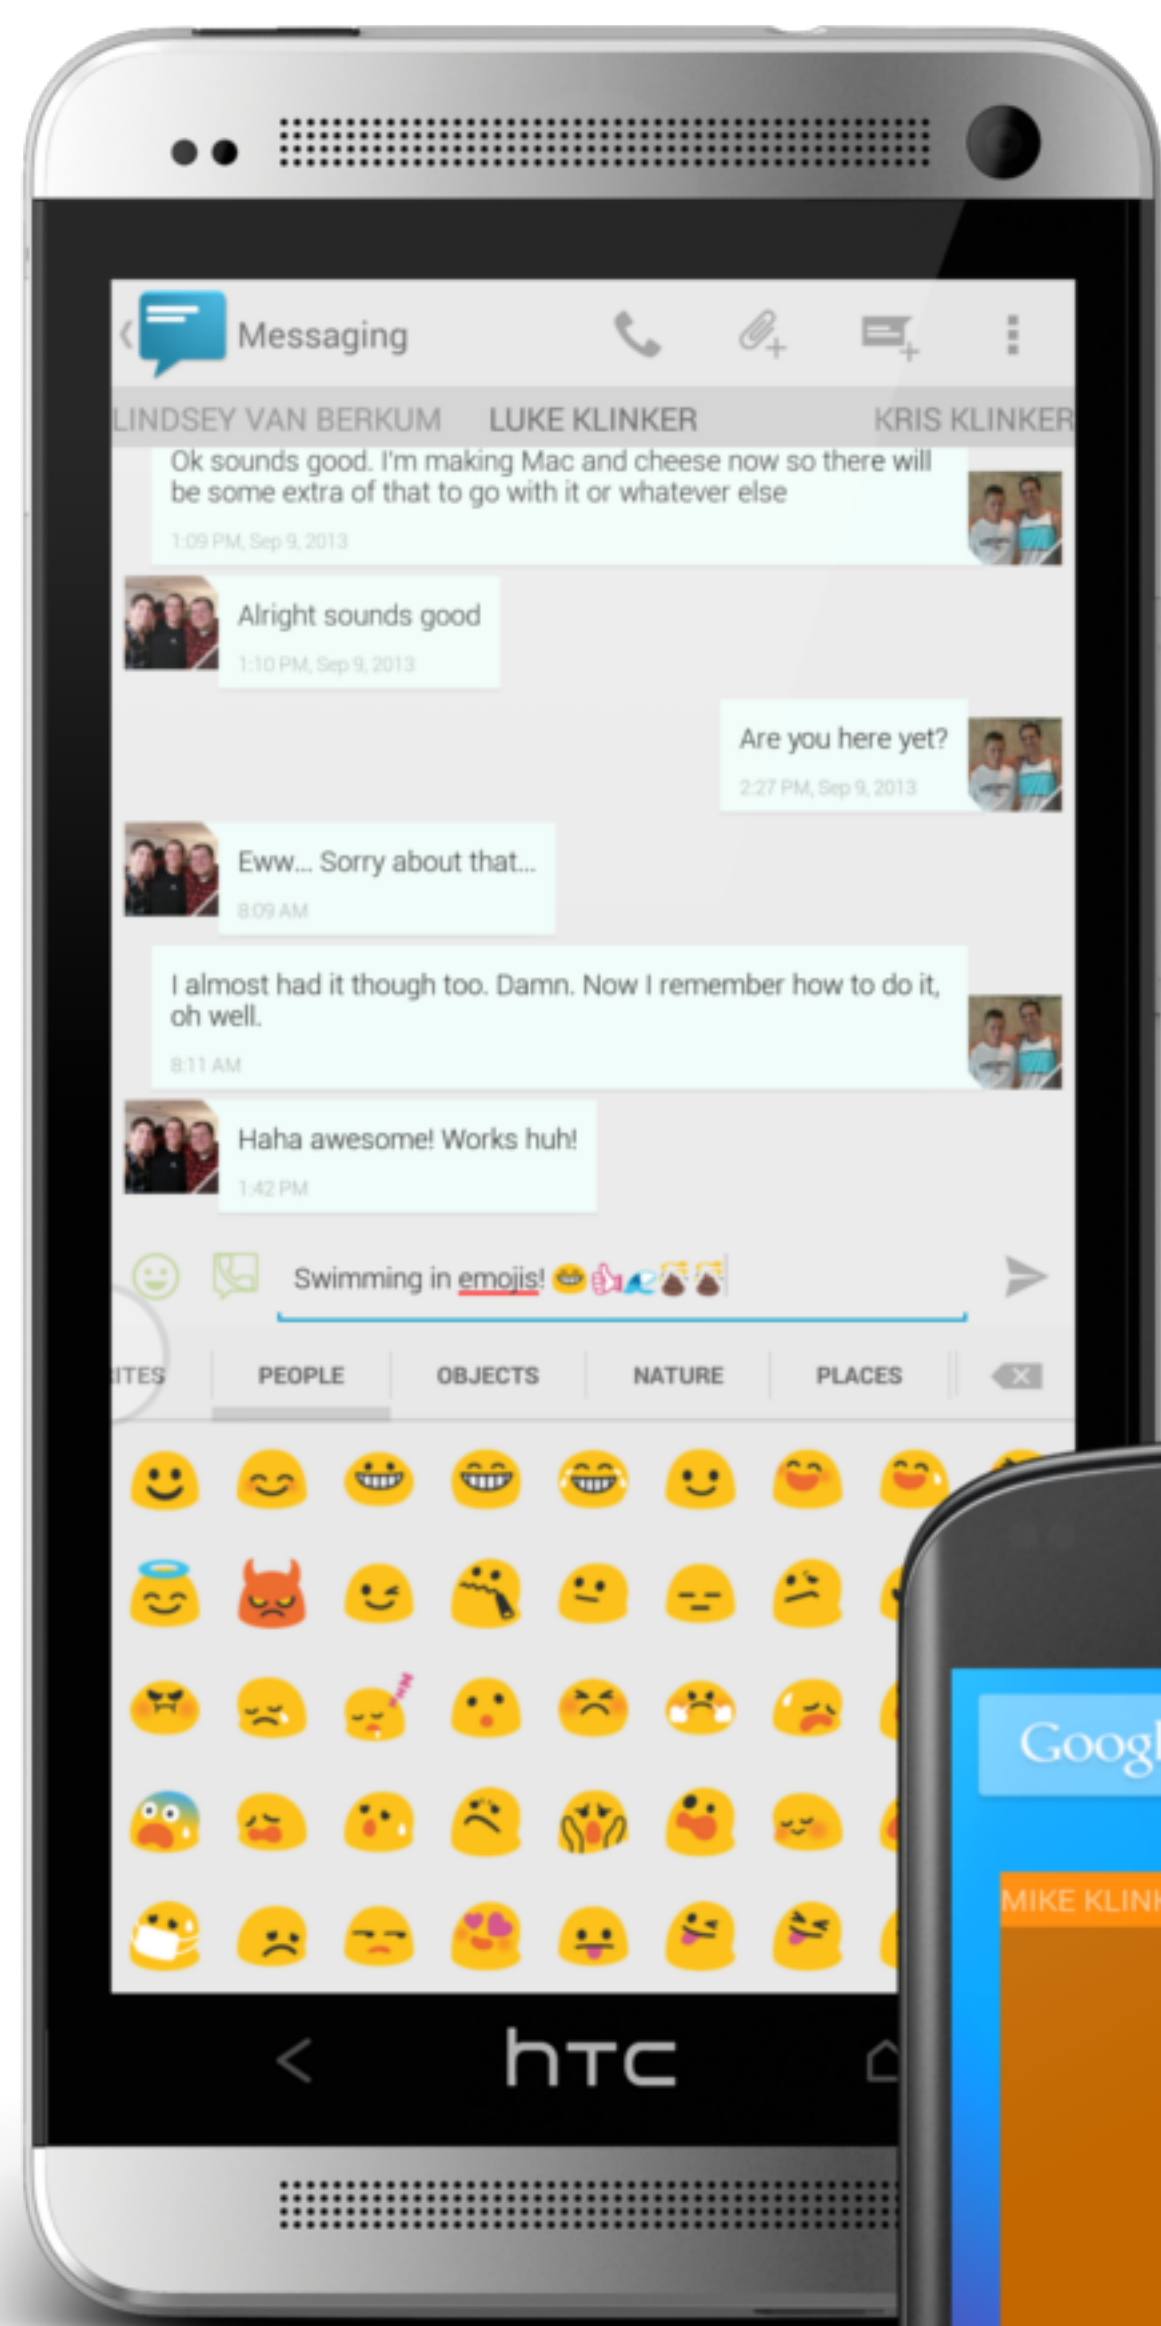 Messaging
LINDSEY VAN BERKUM LUKE KLINKER KRIS KLINKER
Ok sounds good. I'm making Mac and cheese now so there will
be some extra of that to go with it or whatever else
1:09 PM, Sep 9, 2013
Alright sounds good
1:10 PM, Sep 9, 2013
Are you here yet?
2:27 PM, Sep 9, 2013
Eww... Sorry about that...
8:09 AM
I almost had it though too. Damn. Now I remember how to do it,
oh well.
8:11 AM
Haha awesome! Works huh!
1:42 PM
Swimming in emojis! 😁👍🌊💩💩
ITES PEOPLE OBJECTS NATURE PLACES
Googl
MIKE KLINK
hTC